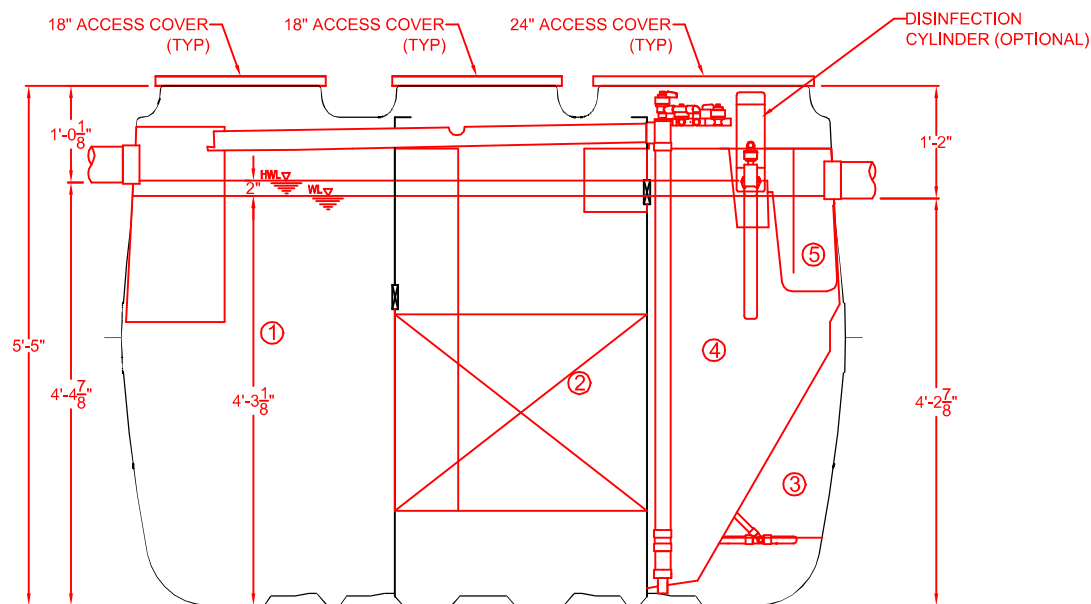 18" ACCESS COVER
(TYP)
18" ACCESS COVER
(TYP)
24" ACCESS COVER
(TYP)
DISINFECTION
CYLINDER (OPTIONAL)
1'-0 1/8"
1'-2"
HWL
2"
WL
5
1
5'-5"
4
2
4'-4 7/8"
4'-3 1/8"
4'-2 7/8"
3